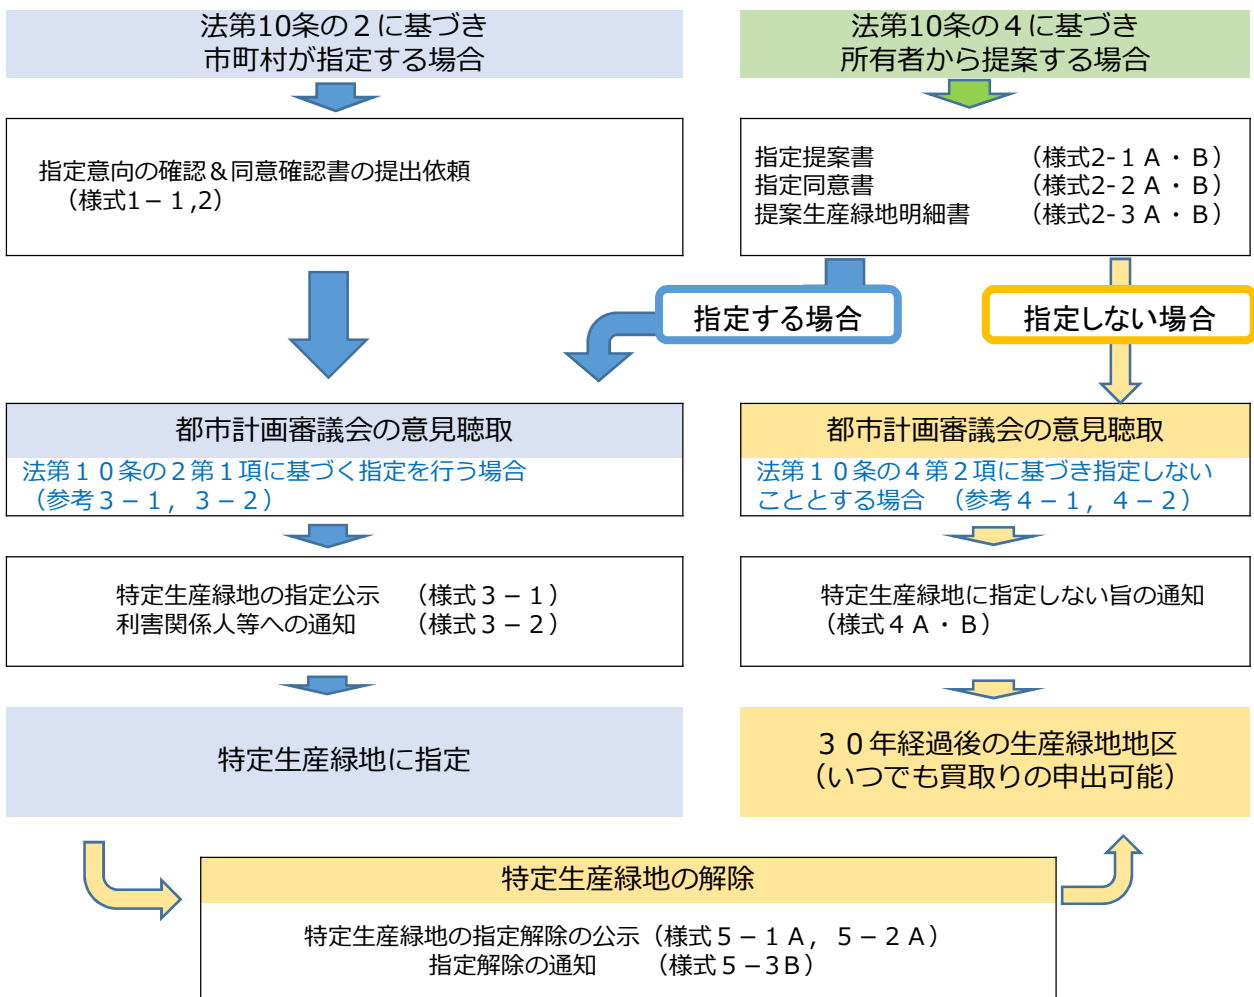 法第10条の２に基づき
市町村が指定する場合
法第10条の４に基づき
所有者から提案する場合
指定意向の確認＆同意確認書の提出依頼
（様式1－1,2）
指定提案書　（様式2-１Ａ・Ｂ）
指定同意書　（様式2-２Ａ・Ｂ）
提案生産緑地明細書　（様式2-３Ａ・Ｂ）
指定する場合
指定しない場合
都市計画審議会の意見聴取
法第１０条の２第１項に基づく指定を行う場合
（参考３－１，３－２）
都市計画審議会の意見聴取
法第１０条の４第２項に基づき指定しない
こととする場合　（参考４－１，４－２）
特定生産緑地の指定公示　（様式３－１）
利害関係人等への通知　（様式３－２）
特定生産緑地に指定しない旨の通知
（様式４Ａ・Ｂ）
特定生産緑地に指定
３０年経過後の生産緑地地区
（いつでも買取りの申出可能）
特定生産緑地の解除
特定生産緑地の指定解除の公示（様式５－１Ａ，５－２Ａ）
指定解除の通知　（様式５－３Ｂ）